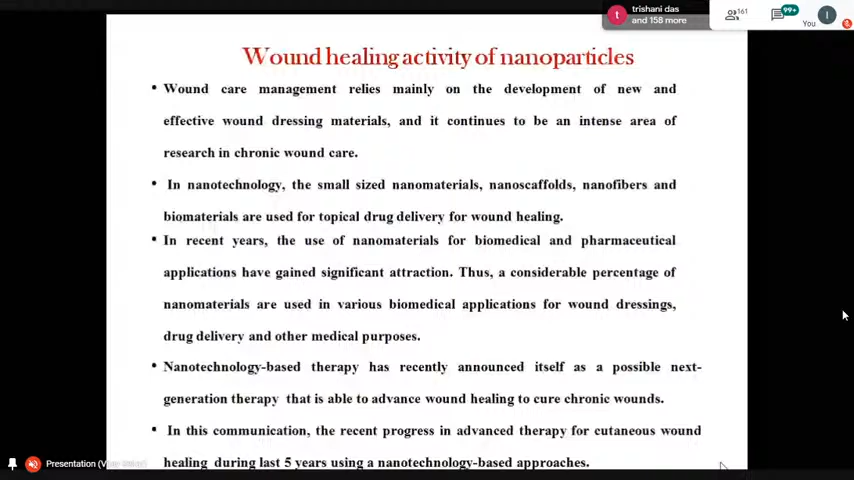 trishani das
and 158 more
161
99+
t
I
You
Wound healing activity of nanoparticles
• Wound care management relies mainly on the development of new and
effective wound dressing materials, and it continues to be an intense area of
research in chronic wound care.
• In nanotechnology, the small sized nanomaterials, nanoscaffolds, nanofibers and
biomaterials are used for topical drug delivery for wound healing.
• In recent years, the use of nanomaterials for biomedical and pharmaceutical
applications have gained significant attraction. Thus, a considerable percentage of
nanomaterials are used in various biomedical applications for wound dressings,
drug delivery and other medical purposes.
• Nanotechnology-based therapy has recently announced itself as a possible next-
generation therapy that is able to advance wound healing to cure chronic wounds.
• In this communication, the recent progress in advanced therapy for cutaneous wound
healing during last 5 years using a nanotechnology-based approaches.
Presentation